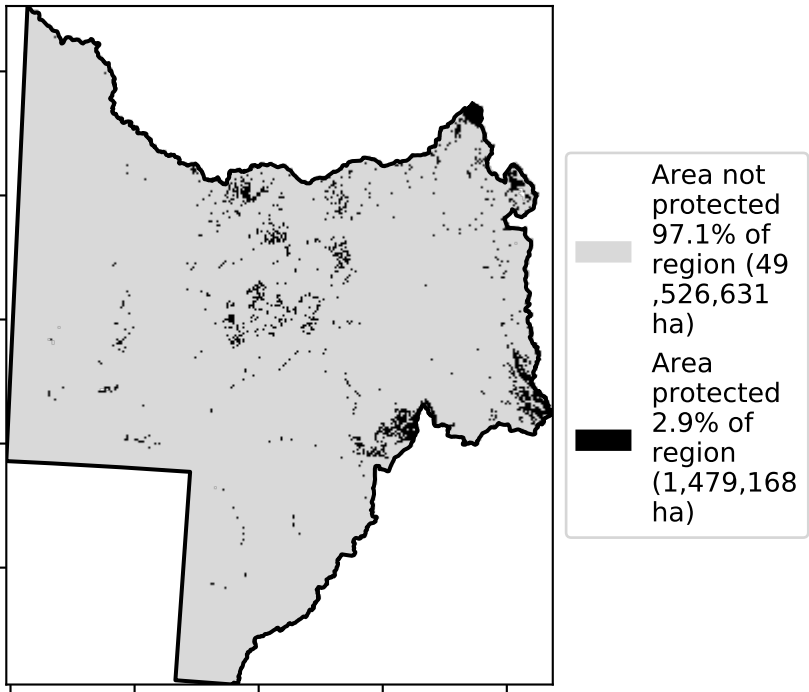 Area not
protected
97.1% of
region (49
,526,631
ha)
Area
protected
2.9% of
region
(1,479,168
ha)